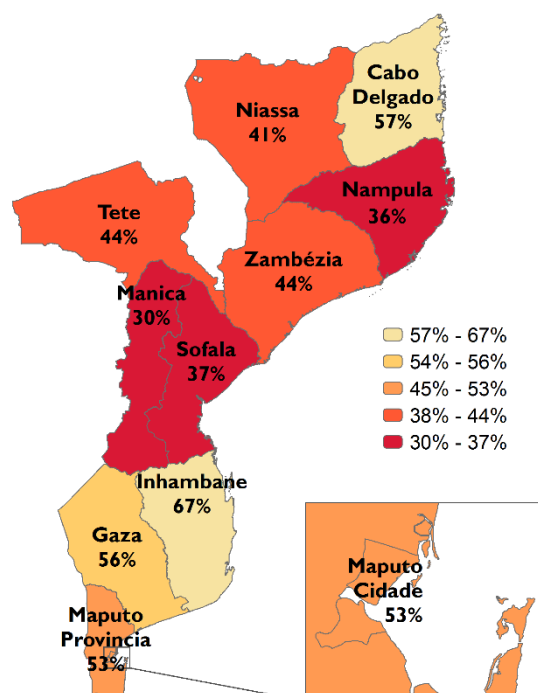 Cabo
Delgado
57%
Niassa
41%
Nampula
36%
Tete
44%
Zambézia
44%
Manica
30%
Sofala
37%
57% - 67%
54% - 56%
45% - 53%
38% - 44%
30% - 37%
Inhambane
67%
Gaza
56%
Maputo
Cidade
53%
Maputo
Provincia
53%